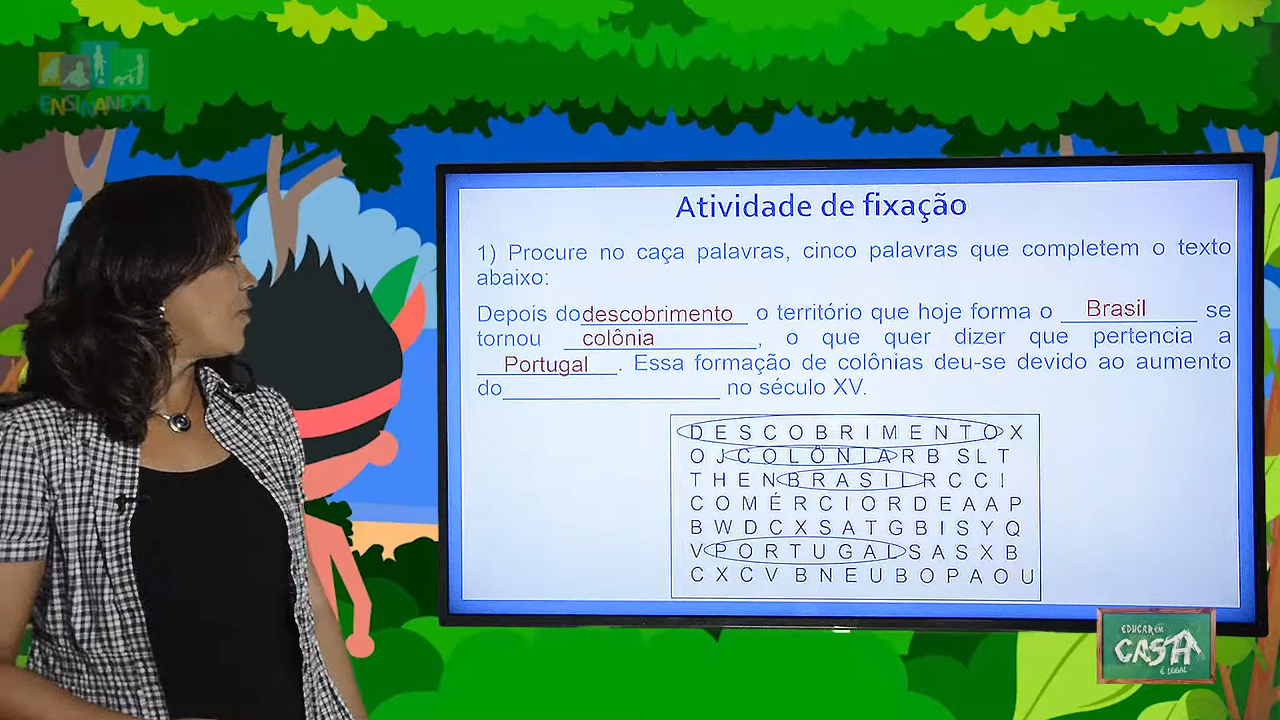 ENSINANDO
Atividade de fixação
1) Procure no caça palavras, cinco palavras que completem o texto
abaixo:
Depois do descobrimento o território que hoje forma o Brasil se
tornou colônia, o que quer dizer que pertencia a
Portugal. Essa formação de colônias deu-se devido ao aumento
do____________ no século XV.
D E S C O B R I M E N T O X
O J C O L Ô N I A R B S L T
T H E N B R A S I L R C C I
C O M É R C I O R D E A A P
B W D C X S A T G B I S Y Q
V P O R T U G A L S A S X B
C X C V B N E U B O P A O U
EDUCAR EM
CASA
É LEGAL